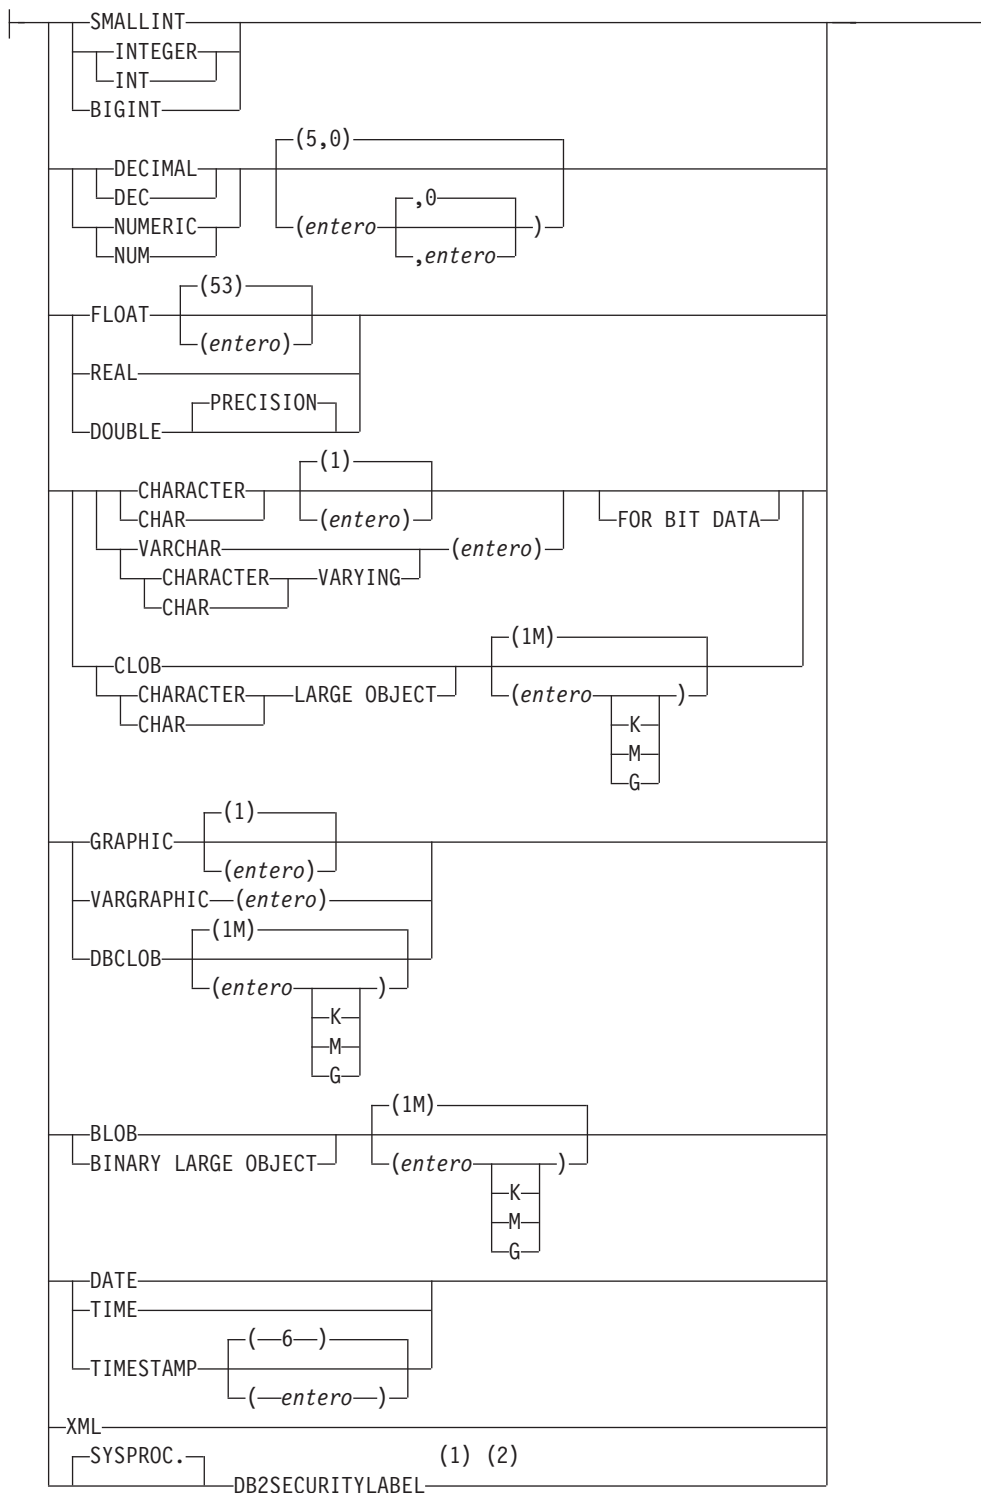 SMALLINT
INTEGER
INT
BIGINT
(5,0)
DECIMAL
,0
DEC
NUMERIC
(entero )
NUM
,entero
(53)
FLOAT
(entero)
REAL
PRECISION
DOUBLE
(1)
CHARACTER
CHAR
(entero)
FOR BIT DATA
VARCHAR
(entero)
CHARACTER VARYING
CHAR
(1M)
CLOB
CHARACTER LARGE OBJECT
(entero )
CHAR
K
M
G
(1)
GRAPHIC
(entero)
VARGRAPHIC (entero)
(1M)
DBCLOB
(entero )
K
M
G
(1M)
BLOB
BINARY LARGE OBJECT
(entero )
K
M
G
DATE
TIME
( 6 )
TIMESTAMP
( entero )
XML
SYSPROC.
(1) (2)
DB2SECURITYLABEL